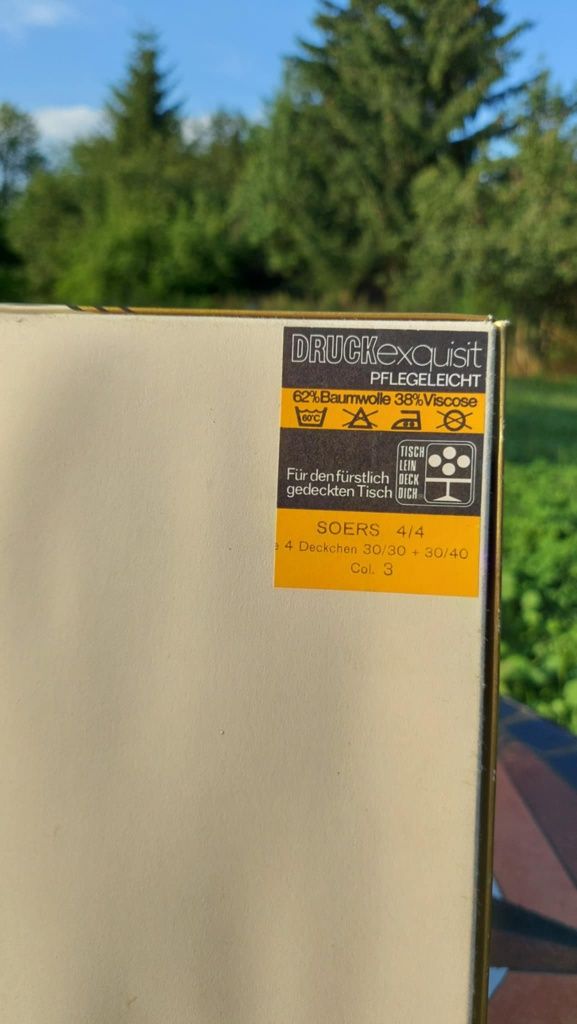 DRUCKexquisit
PFLEGELEICHT
62%Baumwolle 38%Viscose
60°C
Für den fürstlich
gedeckten Tisch
TISCH
LEIN
DECK
DICH
SOERS 4/4
4 Deckchen 30/30 + 30/40
Col. 3